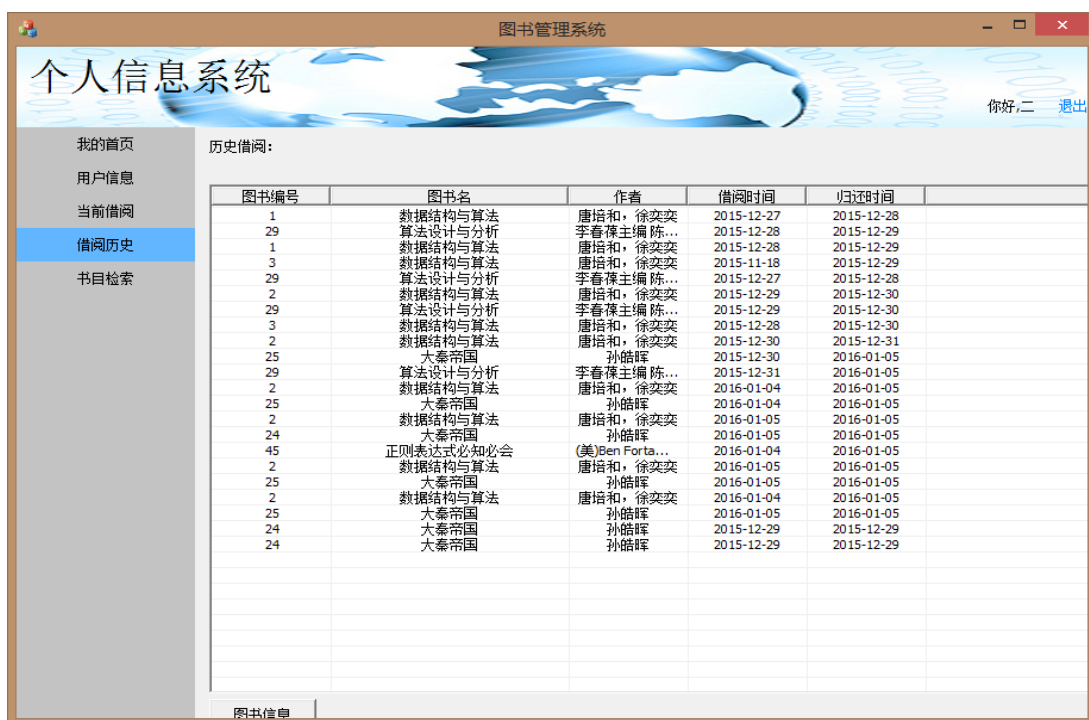 图书管理系统
个人信息系统
你好,二 退出
我的首页
用户信息
当前借阅
借阅历史
书目检索
历史借阅:
图书编号 图书名 作者 借阅时间 归还时间
1 数据结构与算法 唐培和，徐奕奕 2015-12-27 2015-12-28
29 算法设计与分析 李春葆主编 陈... 2015-12-28 2015-12-29
1 数据结构与算法 唐培和，徐奕奕 2015-12-28 2015-12-29
3 数据结构与算法 唐培和，徐奕奕 2015-11-18 2015-12-29
29 算法设计与分析 李春葆主编 陈... 2015-12-27 2015-12-28
2 数据结构与算法 唐培和，徐奕奕 2015-12-29 2015-12-30
29 算法设计与分析 李春葆主编 陈... 2015-12-29 2015-12-30
3 数据结构与算法 唐培和，徐奕奕 2015-12-28 2015-12-30
2 数据结构与算法 唐培和，徐奕奕 2015-12-30 2015-12-31
25 大秦帝国 孙皓晖 2015-12-30 2016-01-05
29 算法设计与分析 李春葆主编 陈... 2015-12-31 2016-01-05
2 数据结构与算法 唐培和，徐奕奕 2016-01-04 2016-01-05
25 大秦帝国 孙皓晖 2016-01-04 2016-01-05
2 数据结构与算法 唐培和，徐奕奕 2016-01-05 2016-01-05
24 大秦帝国 孙皓晖 2016-01-05 2016-01-05
45 正则表达式必知必会 (美)Ben Forta... 2016-01-04 2016-01-05
2 数据结构与算法 唐培和，徐奕奕 2016-01-05 2016-01-05
25 大秦帝国 孙皓晖 2016-01-05 2016-01-05
2 数据结构与算法 唐培和，徐奕奕 2016-01-04 2016-01-05
25 大秦帝国 孙皓晖 2016-01-05 2016-01-05
24 大秦帝国 孙皓晖 2015-12-29 2015-12-29
24 大秦帝国 孙皓晖 2015-12-29 2015-12-29
图书信息